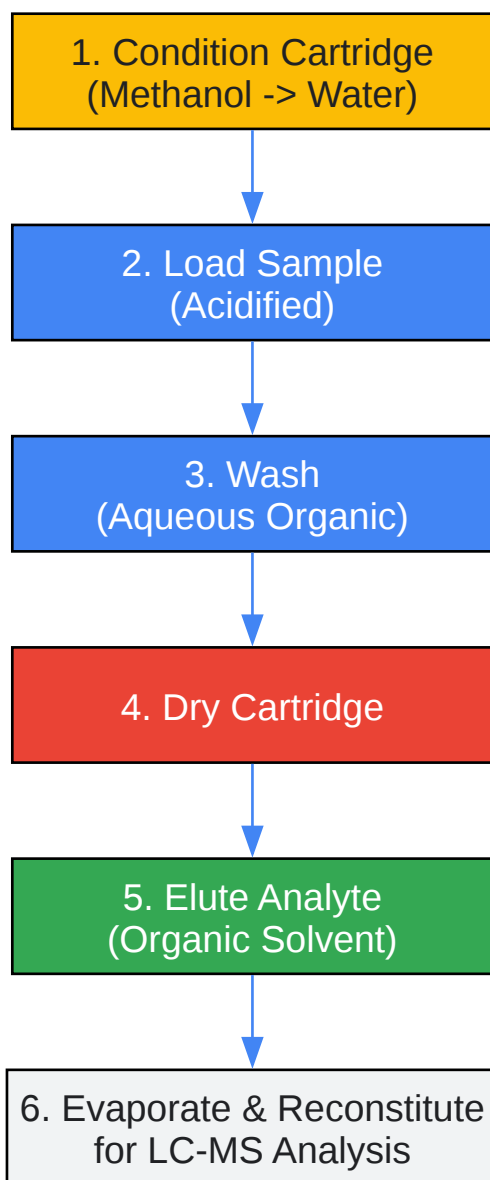 1. Condition Cartridge
(Methanol -> Water)
2. Load Sample
(Acidified)
3. Wash
(Aqueous Organic)
4. Dry Cartridge
5. Elute Analyte
(Organic Solvent)
6. Evaporate & Reconstitute
for LC-MS Analysis